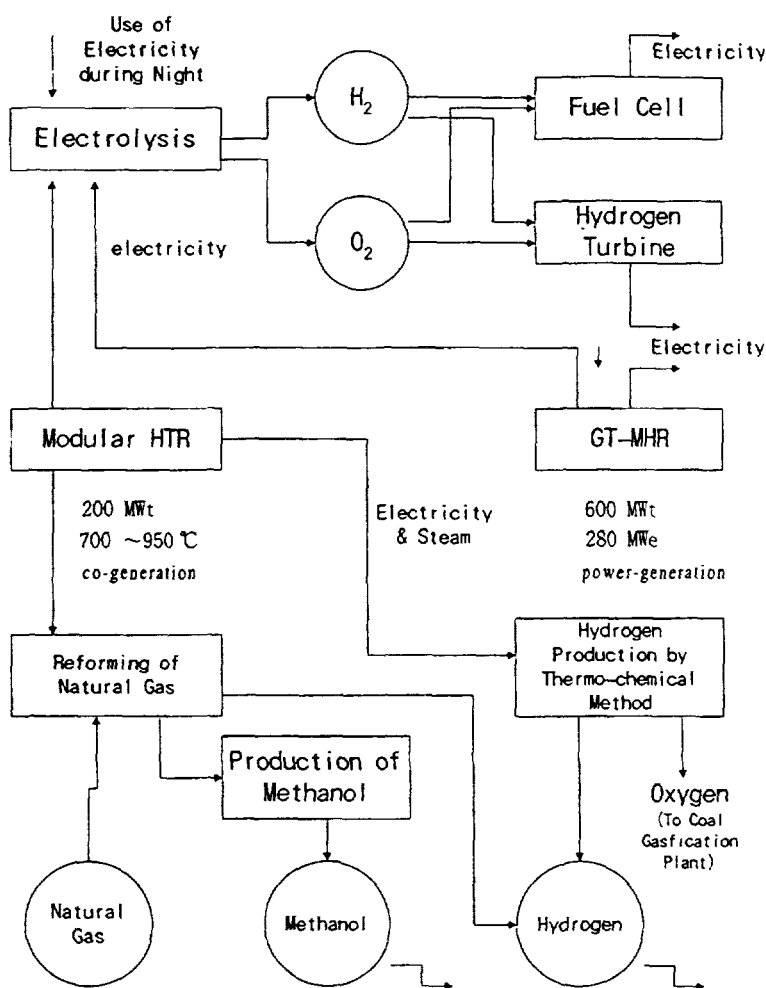 Use of
Electricity
during Night
Electricity
H2
Fuel Cell
Electrolysis
Hydrogen
Turbine
O2
electricity
Electricity
Modular HTR
GT-MHR
200 MWt
700 ~950 ℃
co-generation
Electricity
& Steam
600 MWt
280 MWe
power-generation
Reforming of
Natural Gas
Hydrogen
Production by
Thermo-chemical
Method
Production of
Methanol
Oxygen
(To Coal
Gasfication
Plant)
Natural
Gas
Methanol
Hydrogen